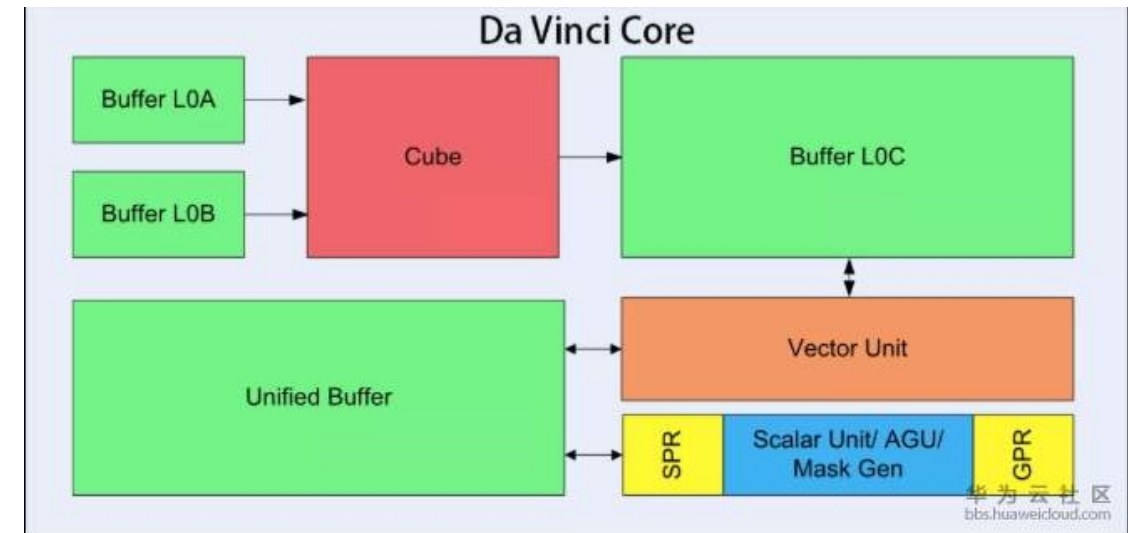 Da Vinci Core
Buffer L0A
Cube
Buffer L0C
Buffer L0B
Vector Unit
Unified Buffer
SPR
Scalar Unit/ AGU/
Mask Gen
GPR
华为云社区
bbs.huaweicloud.com